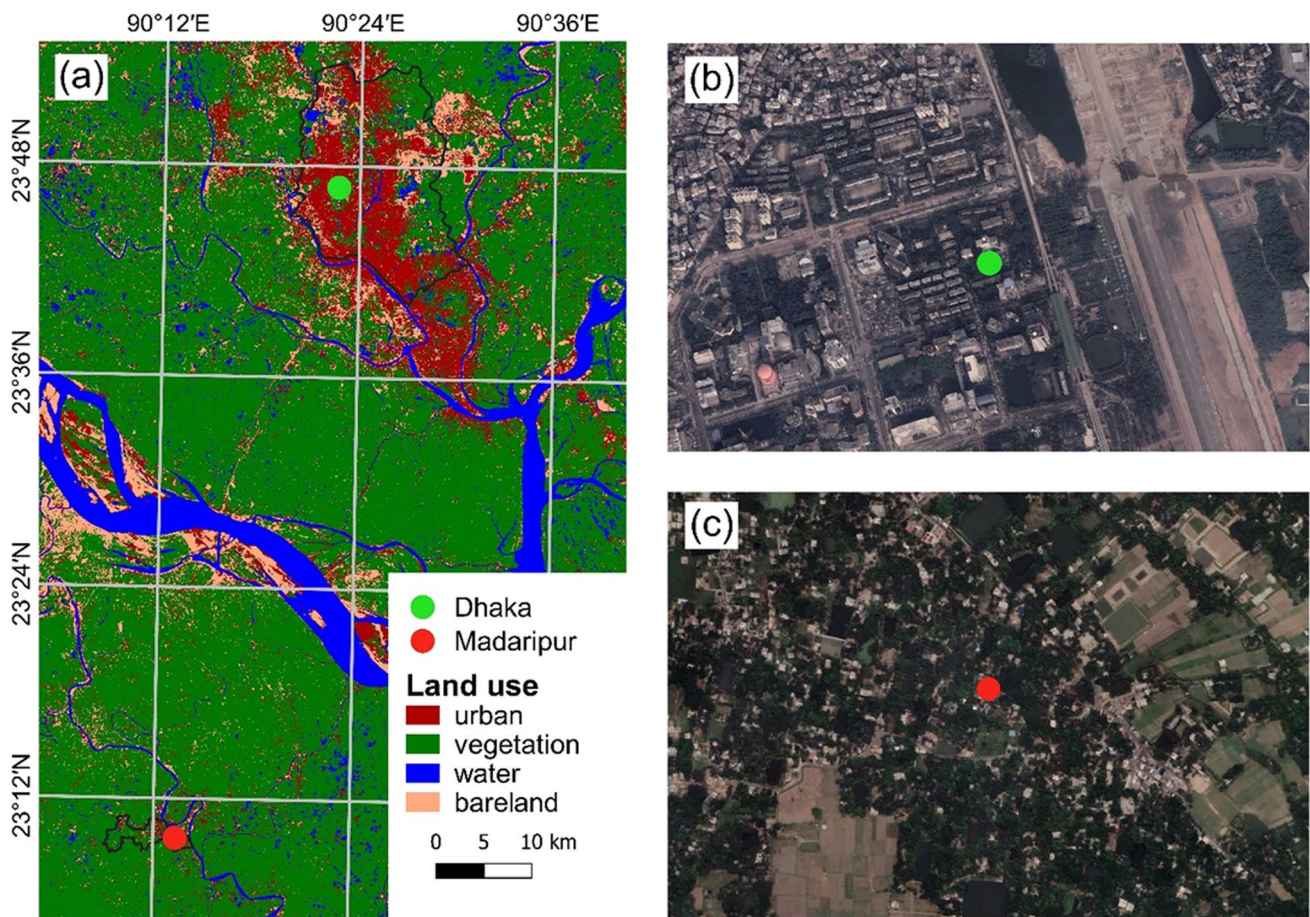 90°12′E 90°24′E 90°36′E
(a)
23°48′N
23°36′N
23°24′N
23°12′N
Dhaka
Madaripur
Land use
urban
vegetation
water
bareland
0 5 10 km
(b)
(c)